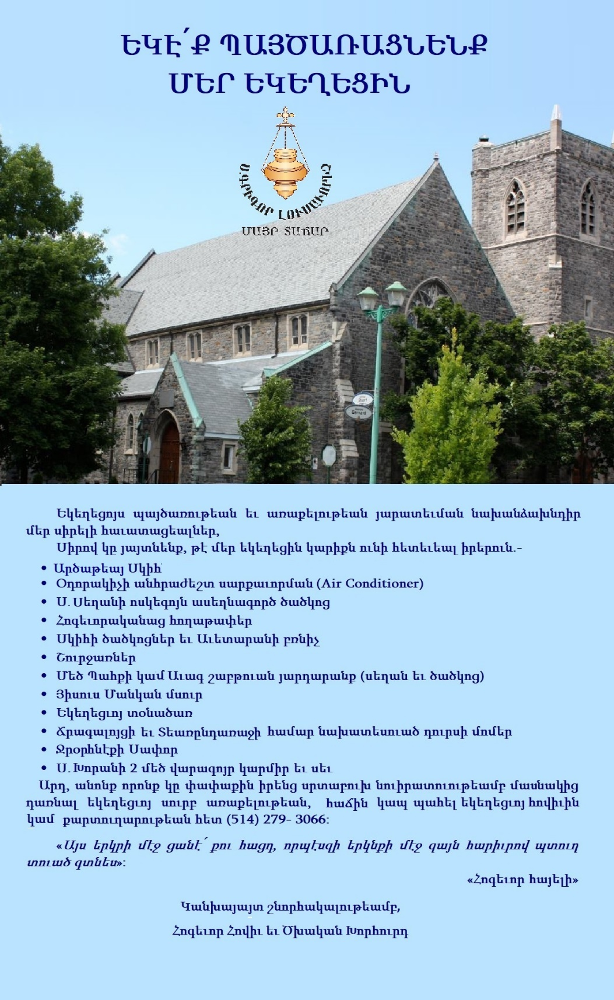 ԵԿԷ՛Ք ՊԱՅԾԱՌԱՑՆԵՆՔ
ՄԵՐ ԵԿԵՂԵՑԻՆ
Ս.ԳՐԻԳՈՐ ԼՈՒՍԱՒՈՐԻՉ
ՄԱՅՐ ՏԱՃԱՐ
Bernard
Եկեղեցոյս պայծառութեան եւ առաքելութեան յարատեւման նախանձախնդիր
մեր սիրելի հաւատացեալներ,
Սիրով կը յայտնենք, թէ մեր եկեղեցին կարիքն ունի հետեւեալ իրերուն.-
• Արծաթեայ Սկիհ
• Օդորակիչի անհրաժեշտ սարքաւորման (Air Conditioner)
• Ս. Սեղանի ոսկեգոյն ասեղնագործ ծածկոց
• Հոգեւորականաց հողաթափեր
• Սկիհի ծածկոցներ եւ Աւետարանի բռնիչ
• Շուրջառներ
• Մեծ Պահքի կամ Աւագ շաբթուան յարդարանք (սեղան եւ ծածկոց)
• Յիսուս Մանկան մսուր
• Եկեղեցւոյ տօնածառ
• Ճրագալոյցի եւ Տեառընդառաջի համար նախատեսուած դուրսի մոմեր
• Ջրօրհնէքի Սափոր
• Ս. Խորանի 2 մեծ վարագոյր կարմիր եւ սեւ
Արդ, անոնք որոնք կը փափաքին իրենց սրտաբուխ նուիրատուութեամբ մասնակից
դառնալ եկեղեցւոյ սուրբ առաքելութեան, հաճին կապ պահել եկեղեցւոյ հովիւին
կամ քարտուղարութեան հետ (514) 279- 3066:
«Այս երկրի մէջ ցանէ՛ քու հացդ, որպէսզի երկնքի մէջ զայն հարիւրով պտուղ
տուած գտնես»:
«Հոգեւոր հայելի»
Կանխայայտ շնորհակալութեամբ,
Հոգեւոր Հովիւ եւ Ծխական Խորհուրդ